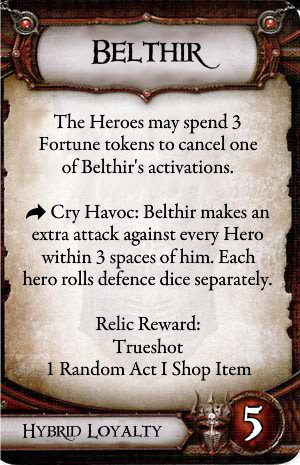 BELTHIR
The Heroes may spend 3
Fortune tokens to cancel one
of Belthir's activations.
Cry Havoc: Belthir makes an
extra attack against every Hero
within 3 spaces of him. Each
hero rolls defence dice separately.
Relic Reward:
Trueshot
1 Random Act I Shop Item
HYBRID LOYALTY
5